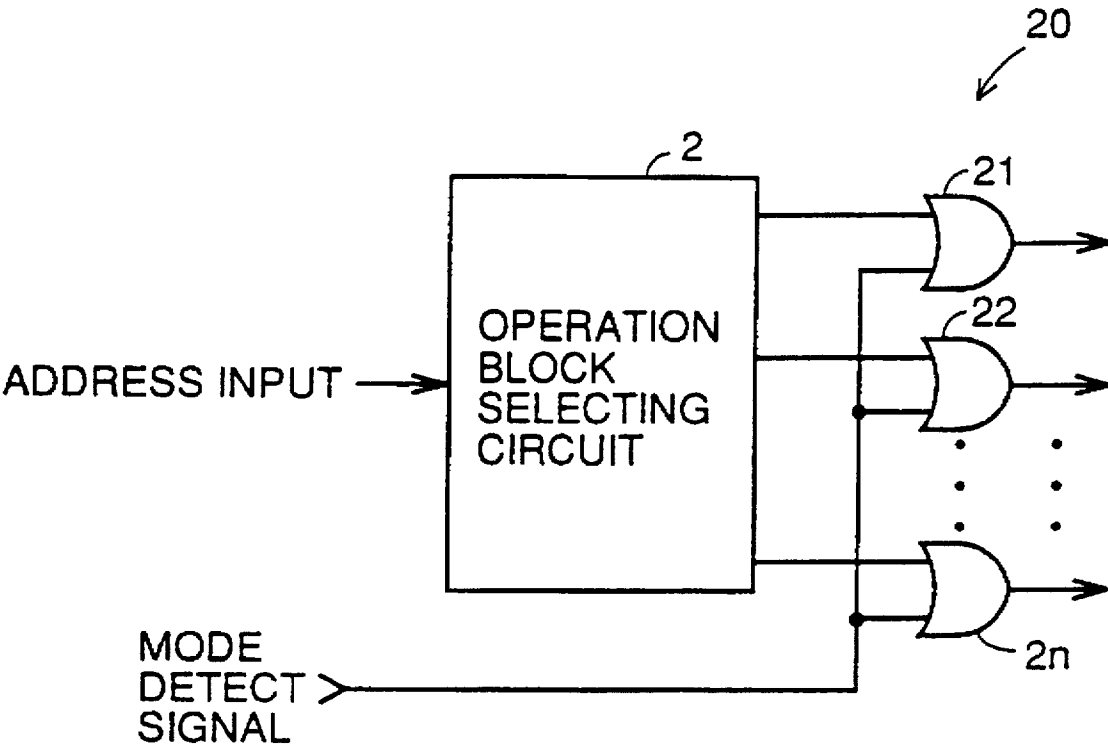 20
2
21
OPERATION
BLOCK
SELECTING
CIRCUIT
22
ADDRESS INPUT
2n
MODE
DETECT
SIGNAL